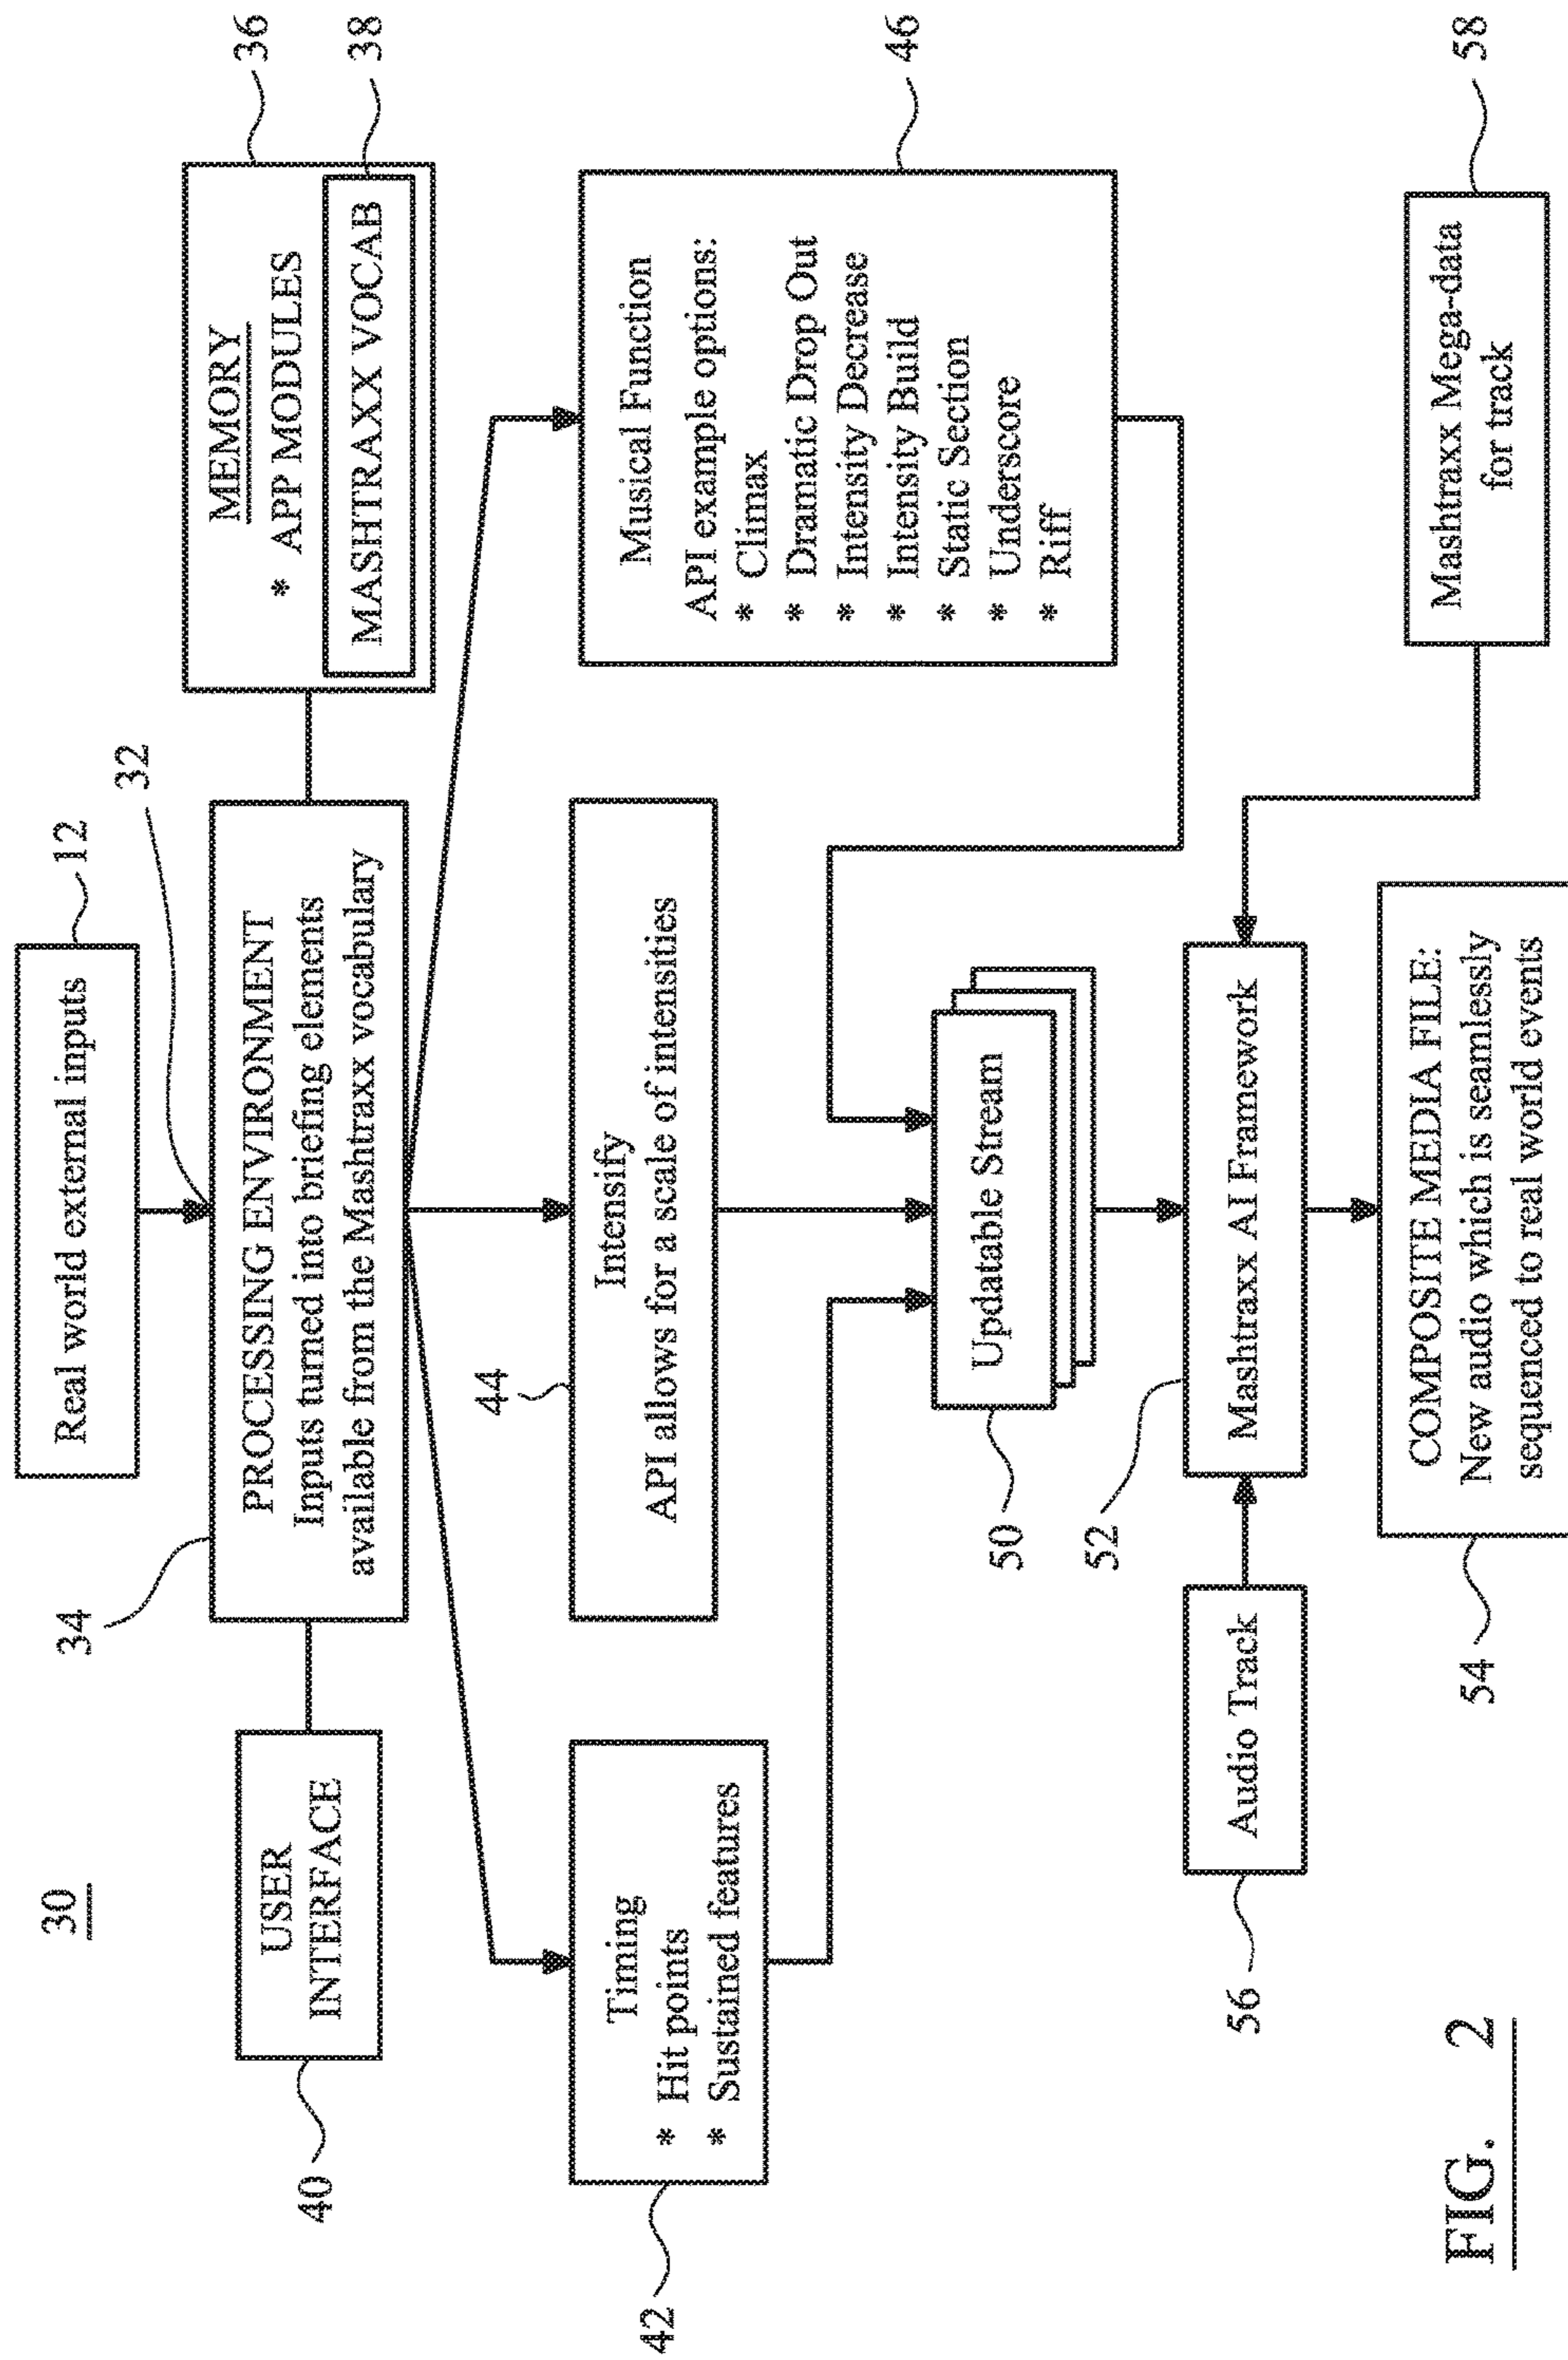 30
Real world external inputs
12
32
34
PROCESSING ENVIRONMENT
Inputs turned into briefing elements
available from the Mashtraxx vocabulary
USER
INTERFACE
40
MEMORY
* APP MODULES
MASHTRAXX VOCAB
36
38
Timing
* Hit points
* Sustained features
42
44
Intensify
API allows for a scale of intensities
Musical Function
API example options:
* Climax
* Dramatic Drop Out
* Intensity Decrease
* Intensity Build
* Static Section
* Underscore
* Riff
46
Updatable Stream
50
52
Audio Track
56
Mashtraxx AI Framework
Mashtraxx Mega-data
for track
58
COMPOSITE MEDIA FILE:
New audio which is seamlessly
sequenced to real world events
54
FIG. 2